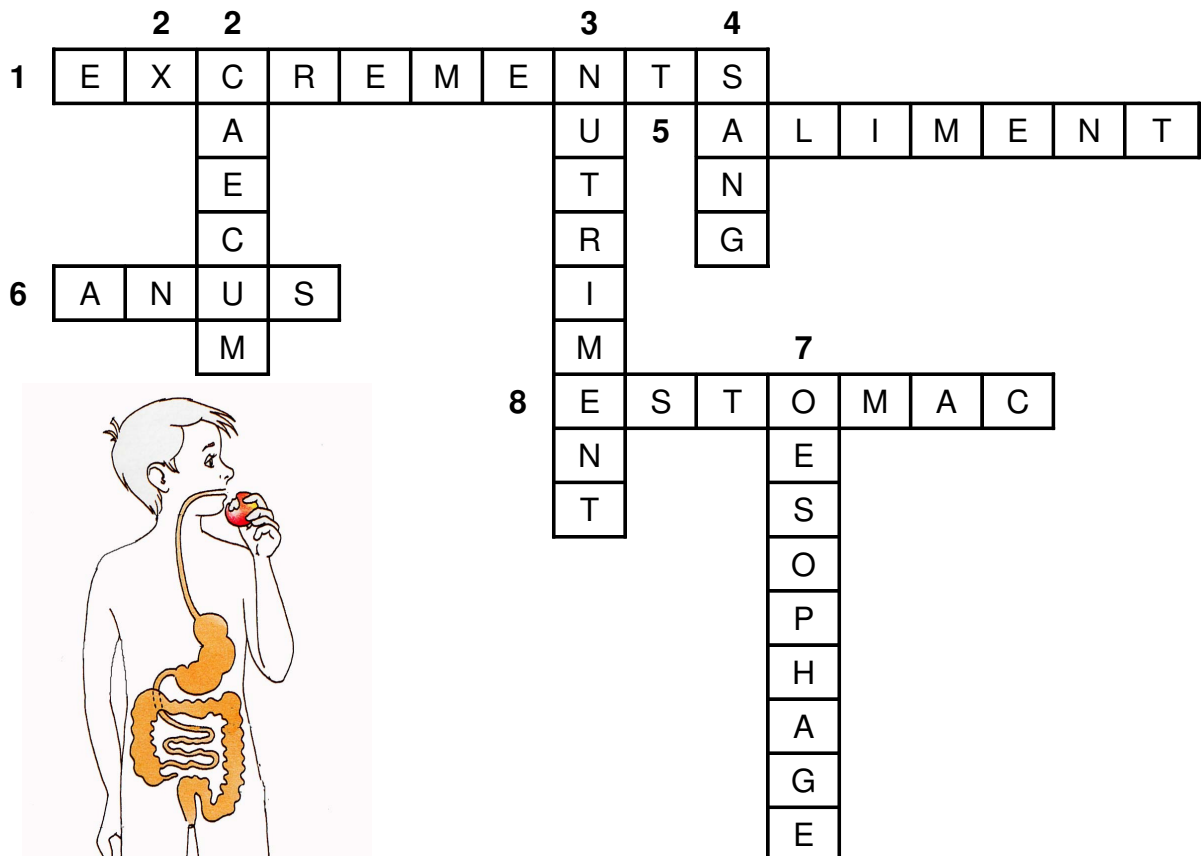 2 2 3 4
1 E X C R E M E N T S
A U 5 A L I M E N T
E T N
C R G
6 A N U S I
M M 7
8 E S T O M A C
N E
T S
O
P
H
A
G
E